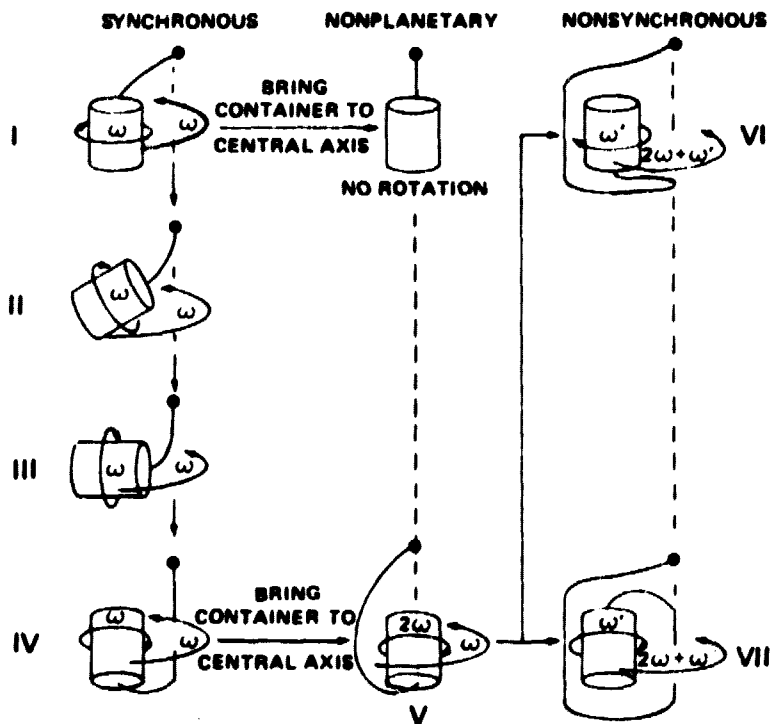 SYNCHRONOUS NONPLANETARY NONSYNCHRONOUS
I ω ω BRING CONTAINER TO CENTRAL AXIS NO ROTATION ω' 2ω+ω' VI
II ω ω
III ω ω
IV ω ω BRING CONTAINER TO CENTRAL AXIS 2ω ω V ω' 2ω+ω' VII